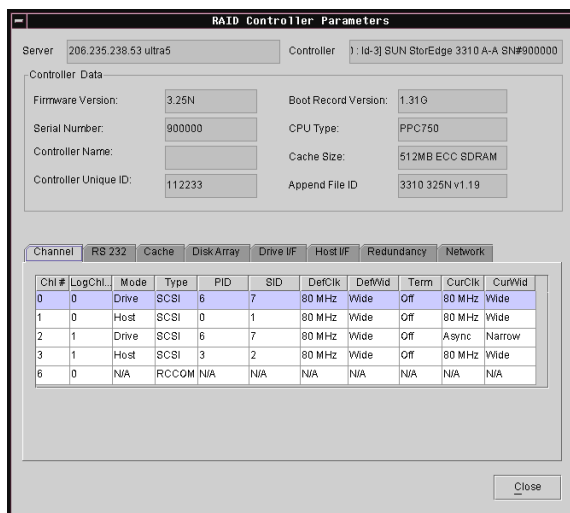 RAID Controller Parameters
Server 206.235.238.53 ultra5 Controller ) : Id-3] SUN StorEdge 3310 A-A SN#900000
Controller Data
Firmware Version: 3.25N Boot Record Version: 1.31G
Serial Number: 900000 CPU Type: PPC750
Controller Name: Cache Size: 512MB ECC SDRAM
Controller Unique ID: 112233 Append File ID 3310 325N v1.19
Channel RS 232 Cache Disk Array Drive I/F Host I/F Redundancy Network
Chl # LogChl... Mode Type PID SID DefClk DefWid Term CurClk CurWid
0 0 Drive SCSI 6 7 80 MHz Wide Off 80 MHz Wide
1 0 Host SCSI 0 1 80 MHz Wide Off 80 MHz Wide
2 1 Drive SCSI 6 7 80 MHz Wide Off Async Narrow
3 1 Host SCSI 3 2 80 MHz Wide Off 80 MHz Wide
6 0 N/A RCCOM N/A N/A N/A N/A N/A N/A N/A
Close